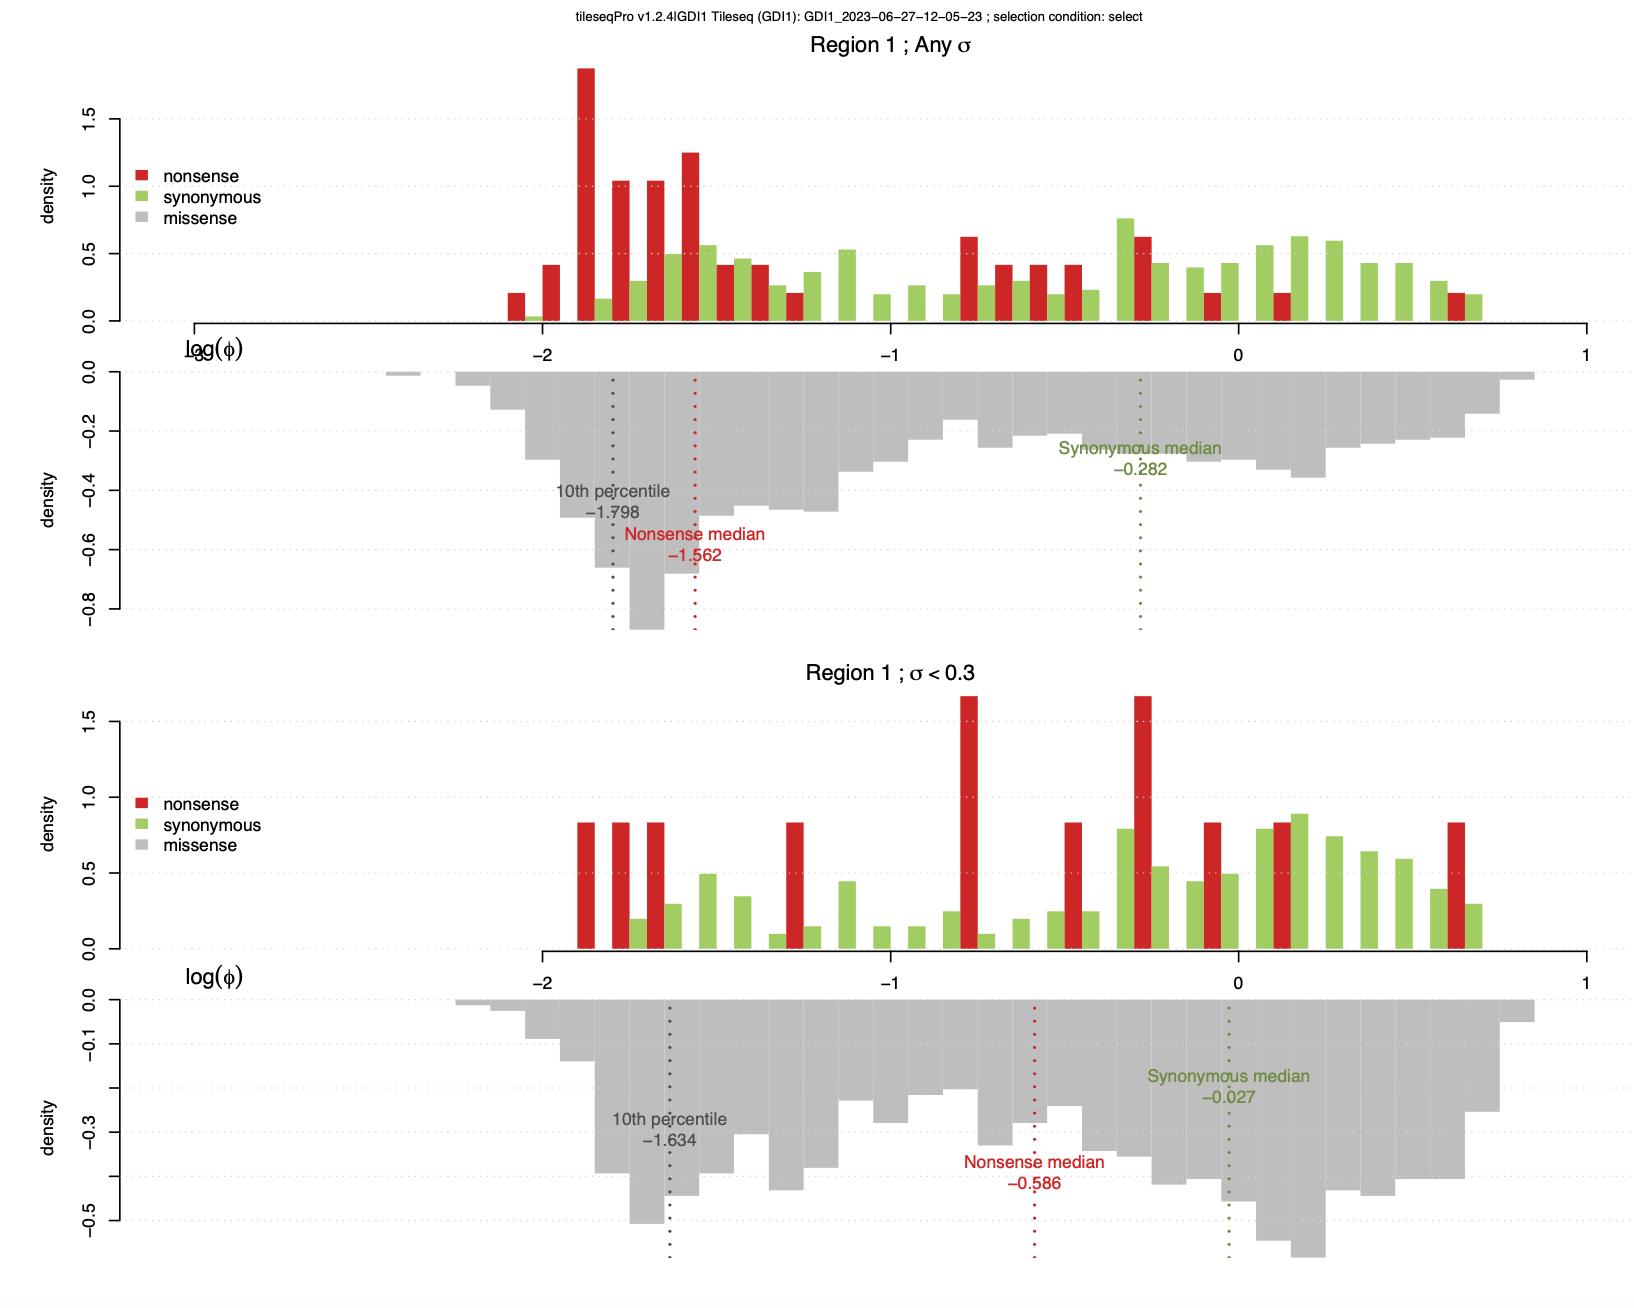 tileseqPro v1.2.4|GDI1 Tileseq (GDI1): GDI1_2023−06−27−12−05−23 ; selection condition: select
Region 1 ; Any σ
density
0.0 0.5 1.0 1.5
nonsense
synonymous
missense
−3 −2 −1 0 1
log(ϕ)
density
0.0 −0.2 −0.4 −0.6 −0.8
Synonymous median
−0.282
10th percentile
−1.798
Nonsense median
−1.562
Region 1 ; σ < 0.3
density
0.0 0.5 1.0 1.5
nonsense
synonymous
missense
−2 −1 0 1
log(ϕ)
density
0.0 −0.1 −0.3 −0.5
Synonymous median
−0.027
10th percentile
−1.634
Nonsense median
−0.586